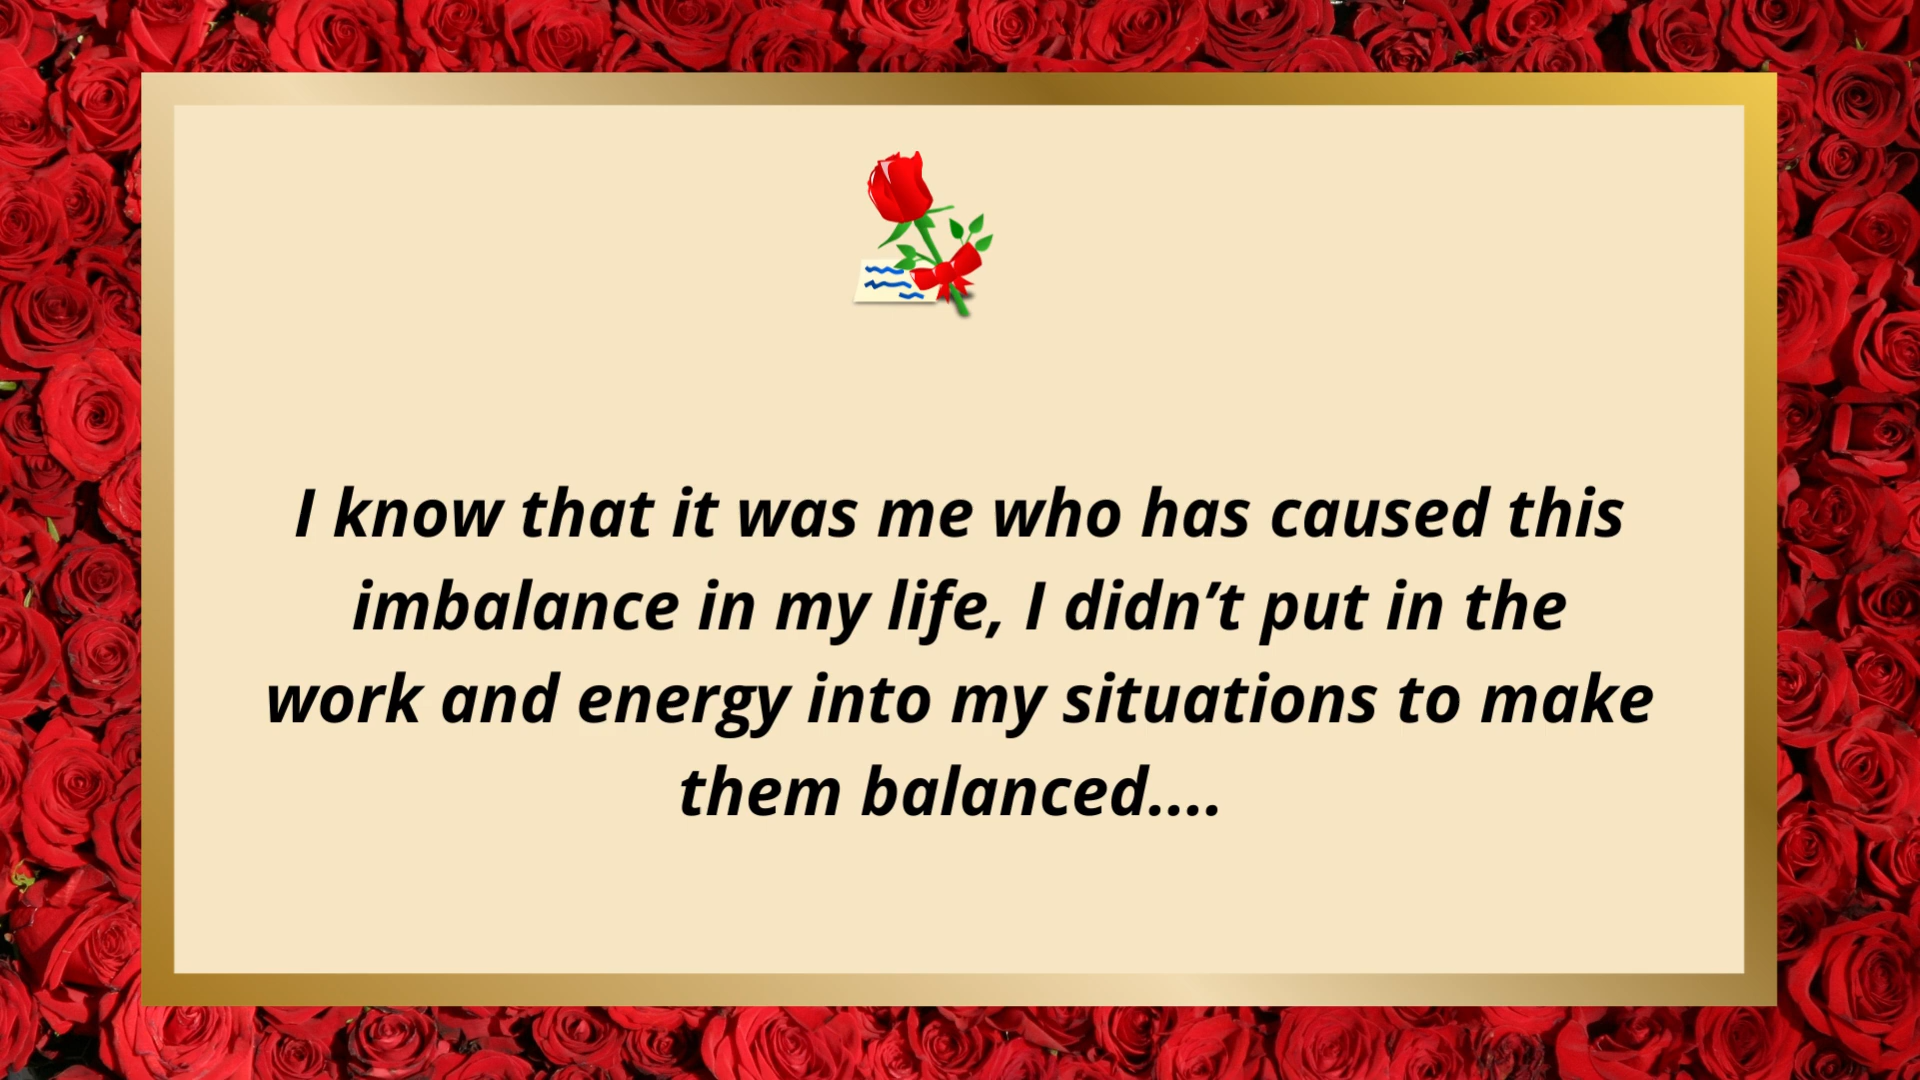 I know that it was me who has caused this
imbalance in my life, I didn’t put in the
work and energy into my situations to make
them balanced....